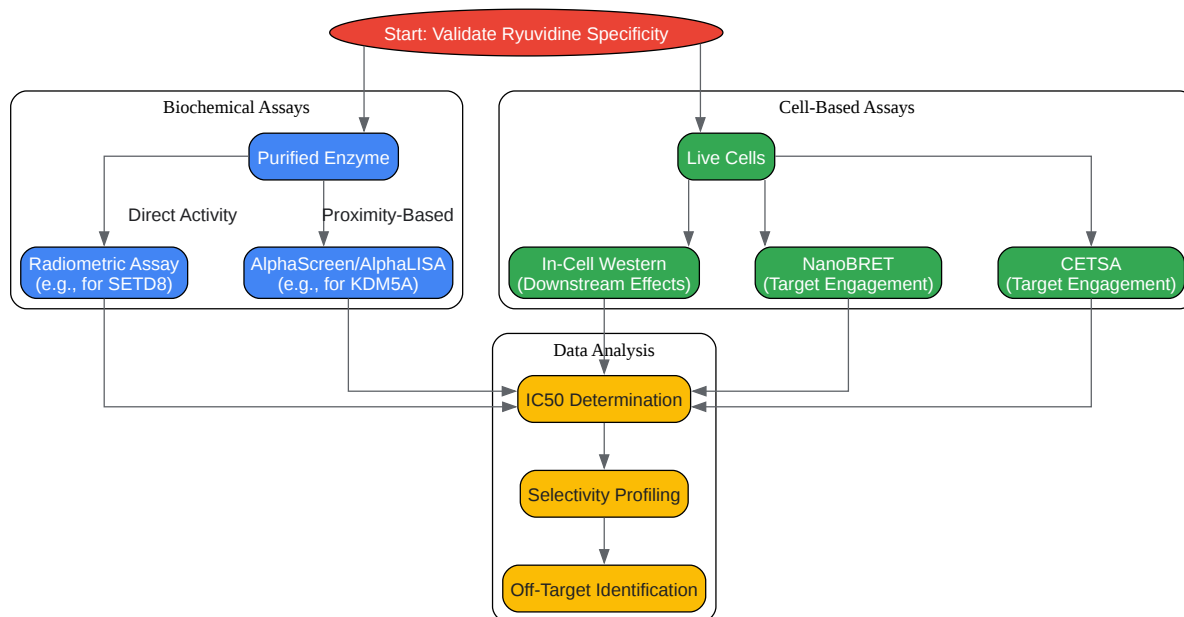 Start: Validate Ryuvidine Specificity
Biochemical Assays
Cell-Based Assays
Purified Enzyme
Live Cells
Direct Activity
Proximity-Based
Radiometric Assay
(e.g., for SETD8)
AlphaScreen/AlphaLISA
(e.g., for KDM5A)
In-Cell Western
(Downstream Effects)
NanoBRET
(Target Engagement)
CETSA
(Target Engagement)
Data Analysis
IC50 Determination
Selectivity Profiling
Off-Target Identification